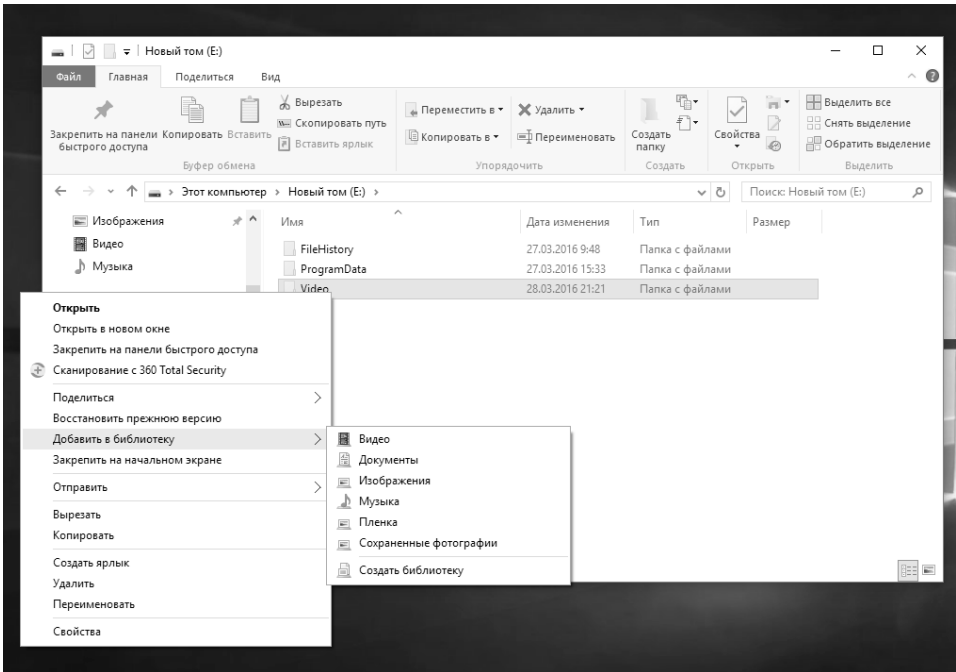 Новый том (E:)
Файл Главная Поделиться Вид
Закрепить на панели быстрого доступа
Копировать
Вставить
Вырезать
Скопировать путь
Вставить ярлык
Буфер обмена
Переместить в
Копировать в
Удалить
Переименовать
Упорядочить
Создать папку
Создать
Свойства
Открыть
Выделить все
Снять выделение
Обратить выделение
Выделить
Этот компьютер > Новый том (E:) >
Поиск: Новый том (E:)
Изображения
Видео
Музыка
Имя Дата изменения Тип Размер
FileHistory 27.03.2016 9:48 Папка с файлами
ProgramData 27.03.2016 15:33 Папка с файлами
Video 28.03.2016 21:21 Папка с файлами
Открыть
Открыть в новом окне
Закрепить на панели быстрого доступа
Сканирование с 360 Total Security
Поделиться
Восстановить прежнюю версию
Добавить в библиотеку
Закрепить на начальном экране
Отправить
Вырезать
Копировать
Создать ярлык
Удалить
Переименовать
Свойства
Видео
Документы
Изображения
Музыка
Пленка
Сохраненные фотографии
Создать библиотеку